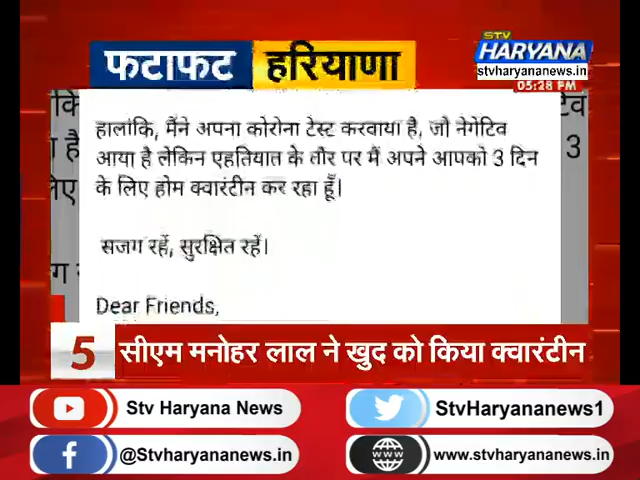 फटाफट हरियाणा
STV
HARYANA
stvharyananews.in
05:28 PM
हालांकि, मैंने अपना कोरोना टेस्ट करवाया है, जो नेगेटिव
आया है लेकिन एहतियात के तौर पर मैं अपने आपको 3 दिन
के लिए होम क्वारंटीन कर रहा हूँ।
सजग रहें, सुरक्षित रहें।
Dear Friends,
5 सीएम मनोहर लाल ने खुद को किया क्वारंटीन
Stv Haryana News
StvHaryananews1
@Stvharyananews.in
www.stvharyananews.in